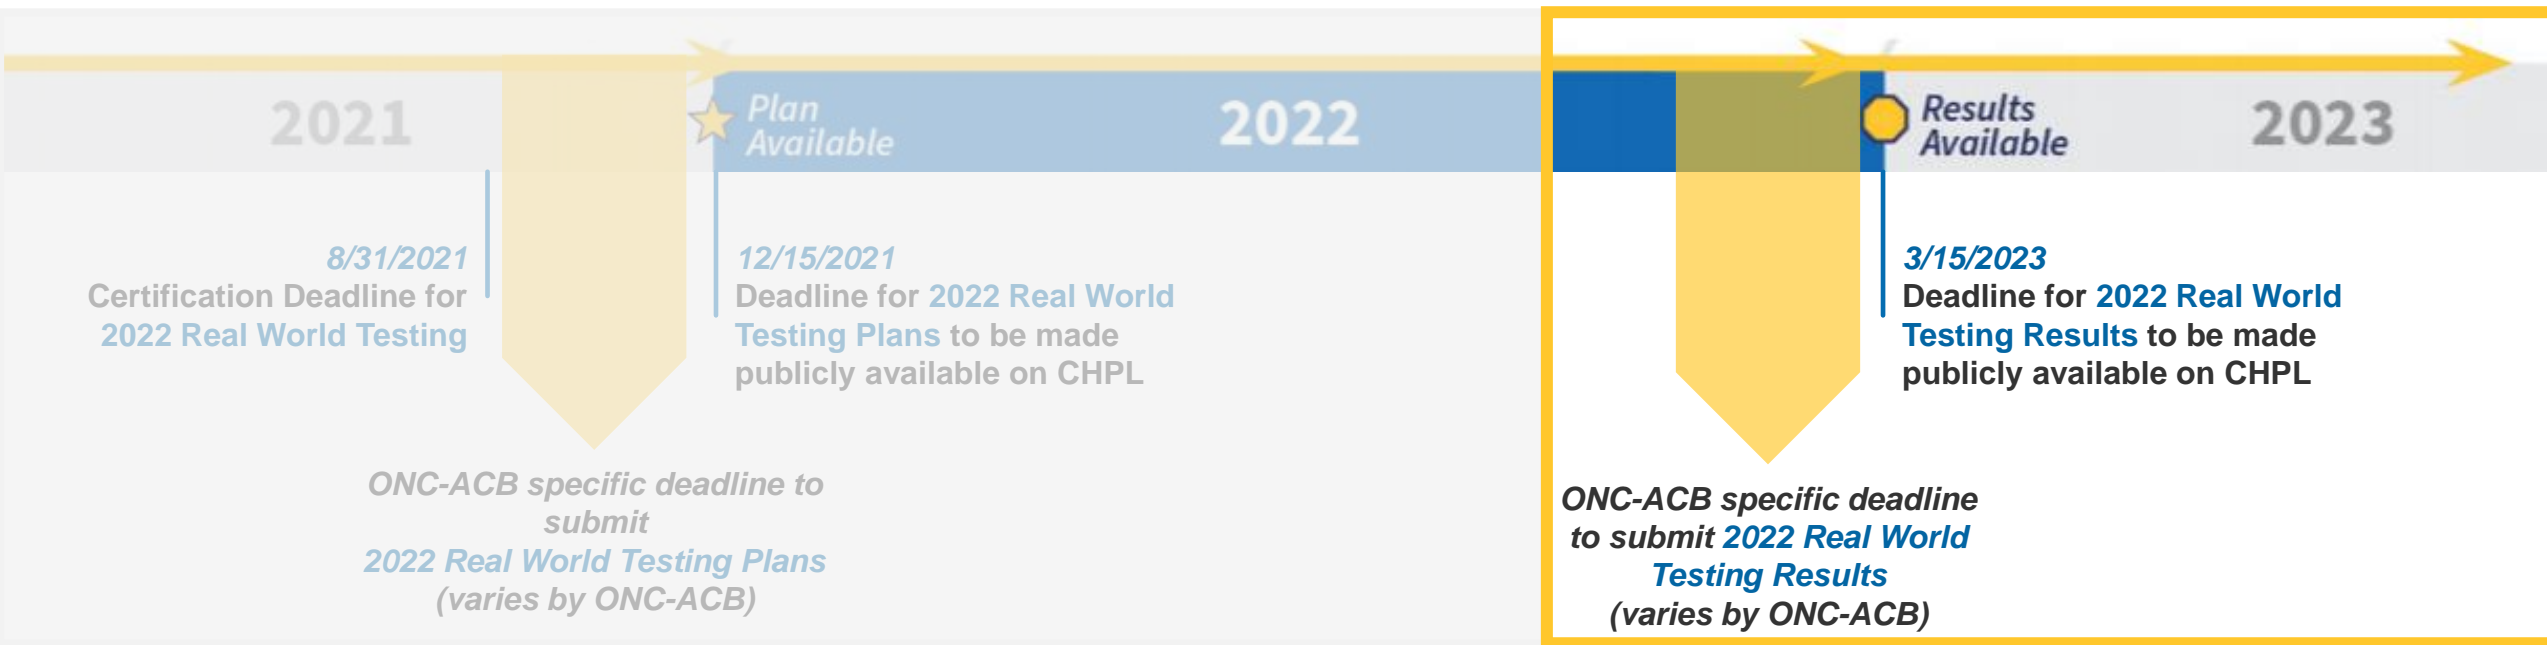 2021
Plan
Available
2022
Results
Available
2023
8/31/2021
Certification Deadline for
2022 Real World Testing
12/15/2021
Deadline for 2022 Real World
Testing Plans to be made
publicly available on CHPL
3/15/2023
Deadline for 2022 Real World
Testing Results to be made
publicly available on CHPL
ONC-ACB specific deadline to
submit
2022 Real World Testing Plans
(varies by ONC-ACB)
ONC-ACB specific deadline
to submit 2022 Real World
Testing Results
(varies by ONC-ACB)